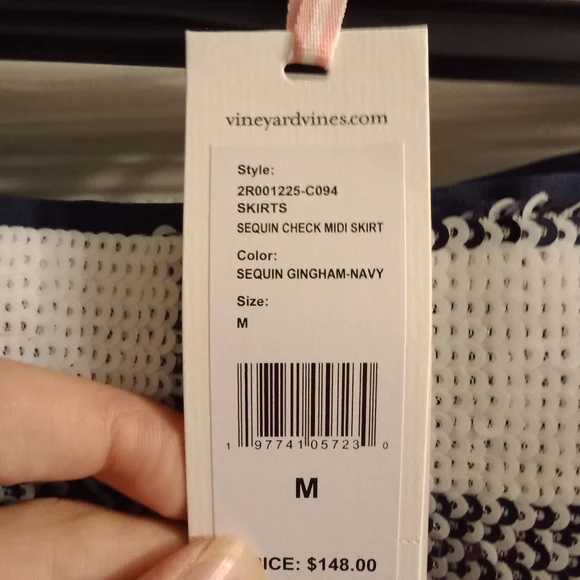 vineyardvines.com
Style:
2R001225-C094
SKIRTS
SEQUIN CHECK MIDI SKIRT
Color:
SEQUIN GINGHAM-NAVY
Size:
M
1 97741 05723 0
M
ICE: $148.00